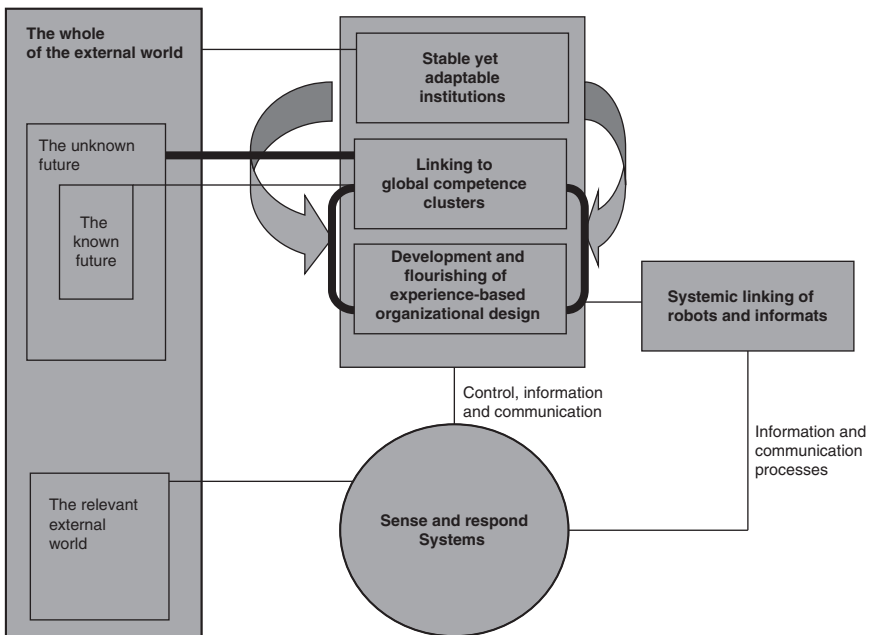 The whole
of the external world
The unknown
future
The
known
future
The relevant
external
world
Stable yet
adaptable
institutions
Linking to
global competence
clusters
Development and
flourishing of
experience-based
organizational design
Systemic linking of
robots and informats
Control, information
and communication
Information and
communication
processes
Sense and respond
Systems